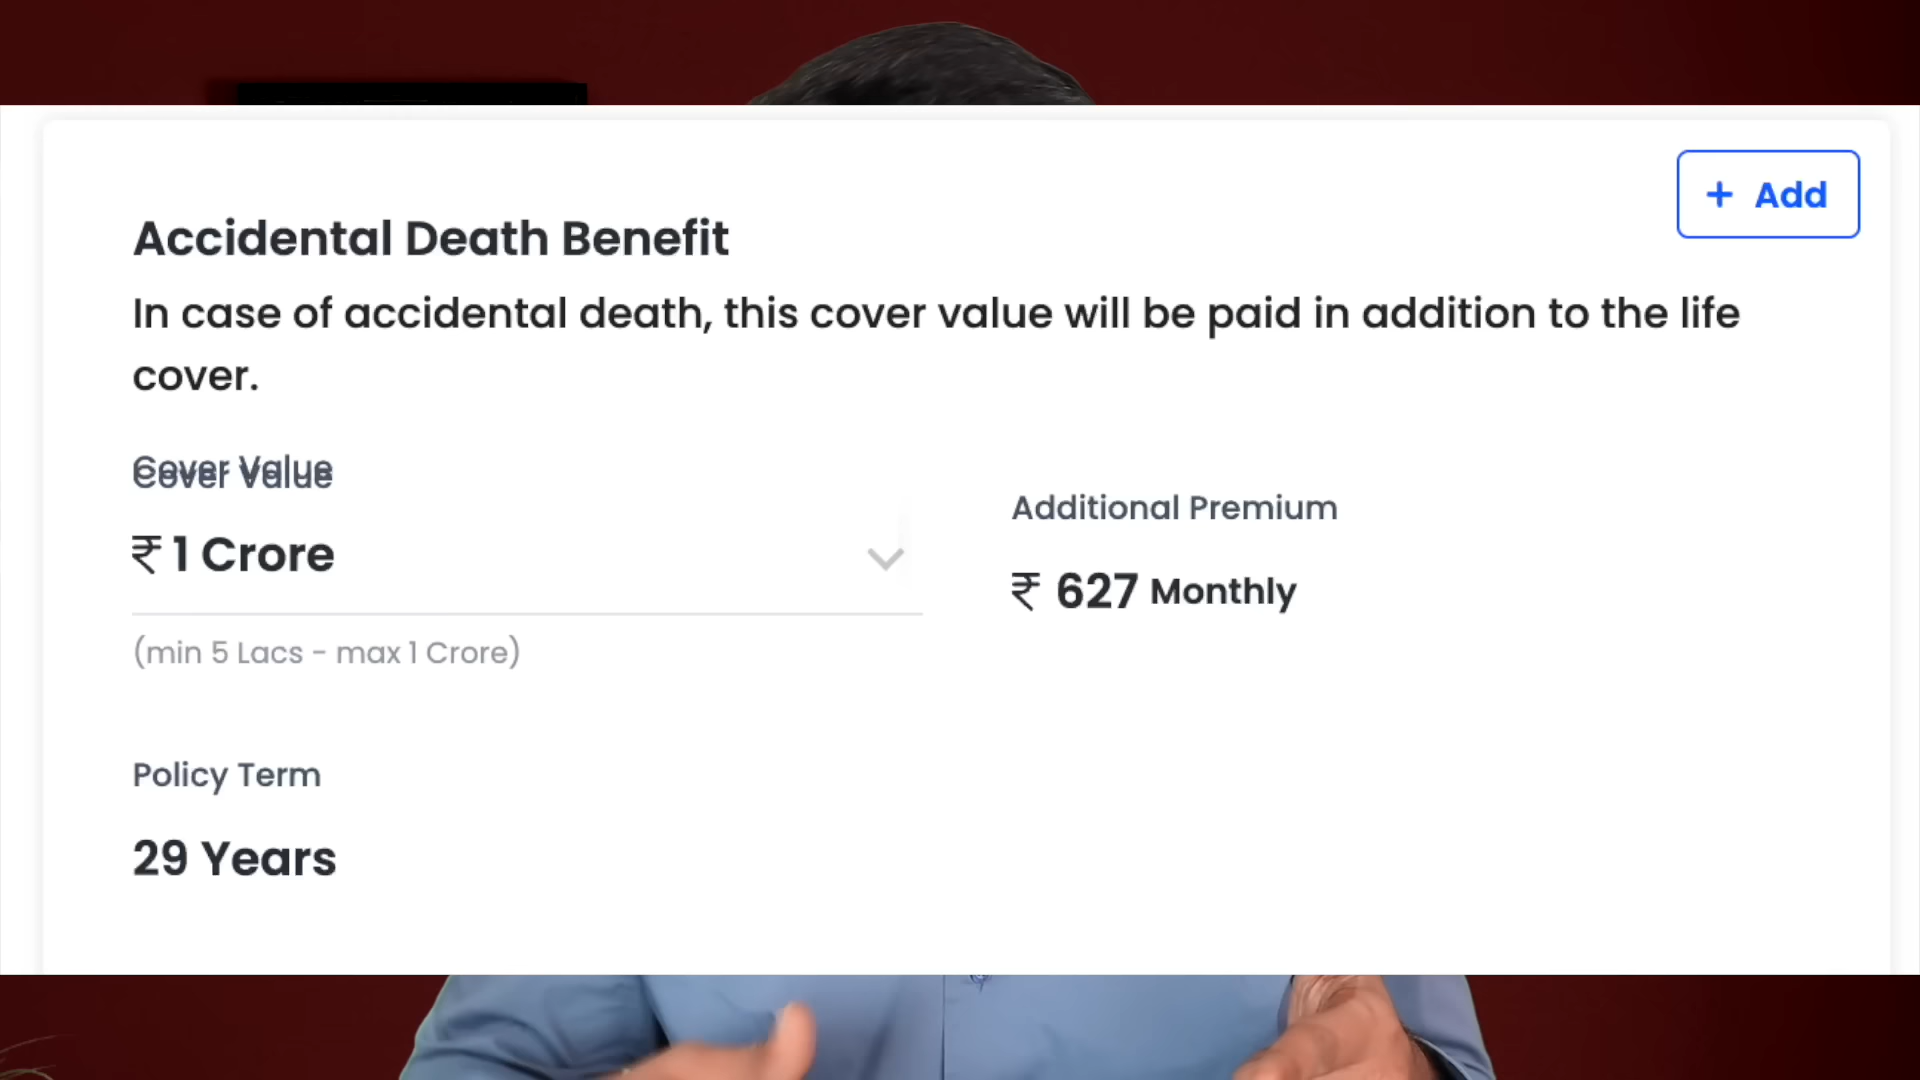 + Add
Accidental Death Benefit
In case of accidental death, this cover value will be paid in addition to the life
cover.
Cover Value
Additional Premium
₹ 1 Crore
₹ 627 Monthly
(min 5 Lacs - max 1 Crore)
Policy Term
29 Years